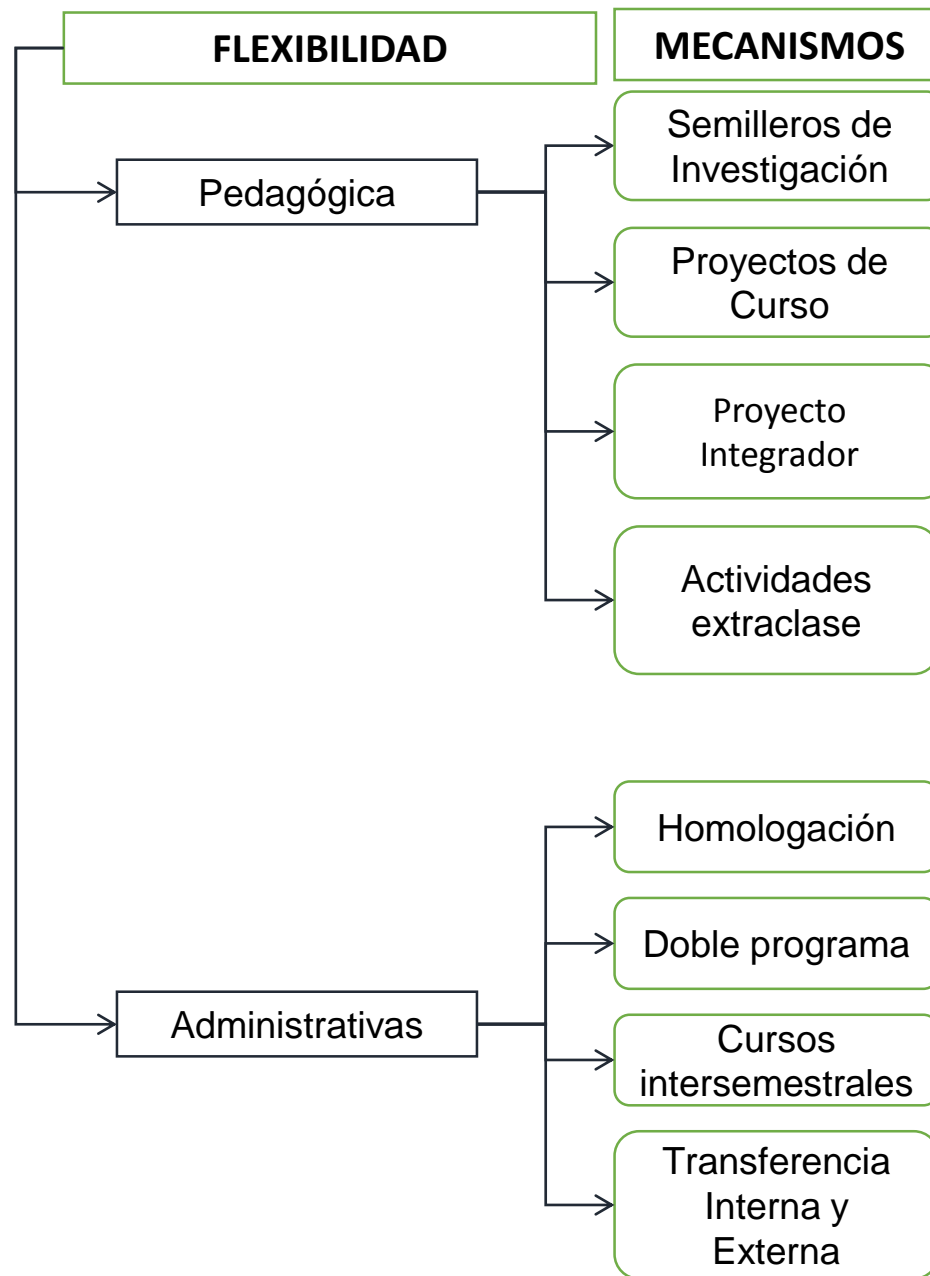 FLEXIBILIDAD
MECANISMOS
Pedagógica
Semilleros de
Investigación
Proyectos de
Curso
Proyecto
Integrador
Actividades
extraclase
Administrativas
Homologación
Doble programa
Cursos
intersemestrales
Transferencia
Interna y
Externa